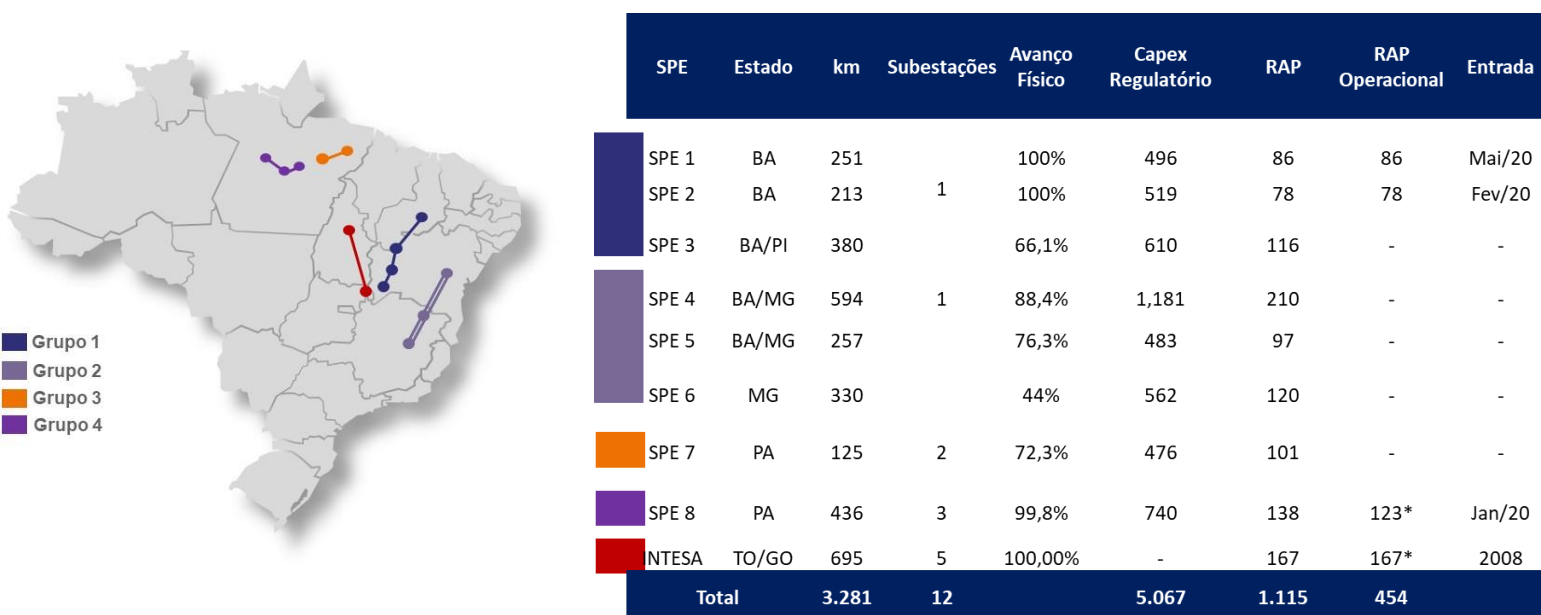 SPE Estado km Subestações Avanço Físico Capex Regulatório RAP RAP Operacional Entrada
SPE 1 BA 251 100% 496 86 86 Mai/20
1
SPE 2 BA 213 100% 519 78 78 Fev/20
SPE 3 BA/PI 380 66,1% 610 116 - -
SPE 4 BA/MG 594 1 88,4% 1,181 210 - -
SPE 5 BA/MG 257 76,3% 483 97 - -
SPE 6 MG 330 44% 562 120 - -
SPE 7 PA 125 2 72,3% 476 101 - -
SPE 8 PA 436 3 99,8% 740 138 123* Jan/20
INTESA TO/GO 695 5 100,00% - 167 167* 2008
Total 3.281 12 5.067 1.115 454
Grupo 1
Grupo 2
Grupo 3
Grupo 4